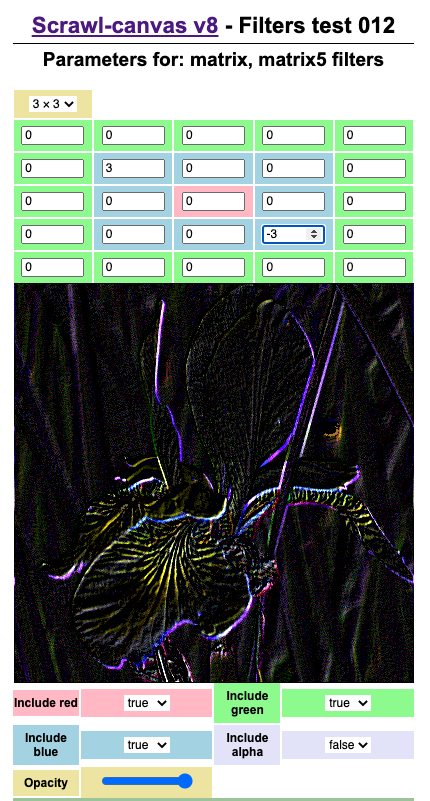 Scrawl-canvas v8 - Filters test 012
Parameters for: matrix, matrix5 filters
3 × 3
0 0 0 0 0
0 3 0 0 0
0 0 0 0 0
0 0 0 -3 0
0 0 0 0 0
Include red true Include green true
Include blue true Include alpha false
Opacity